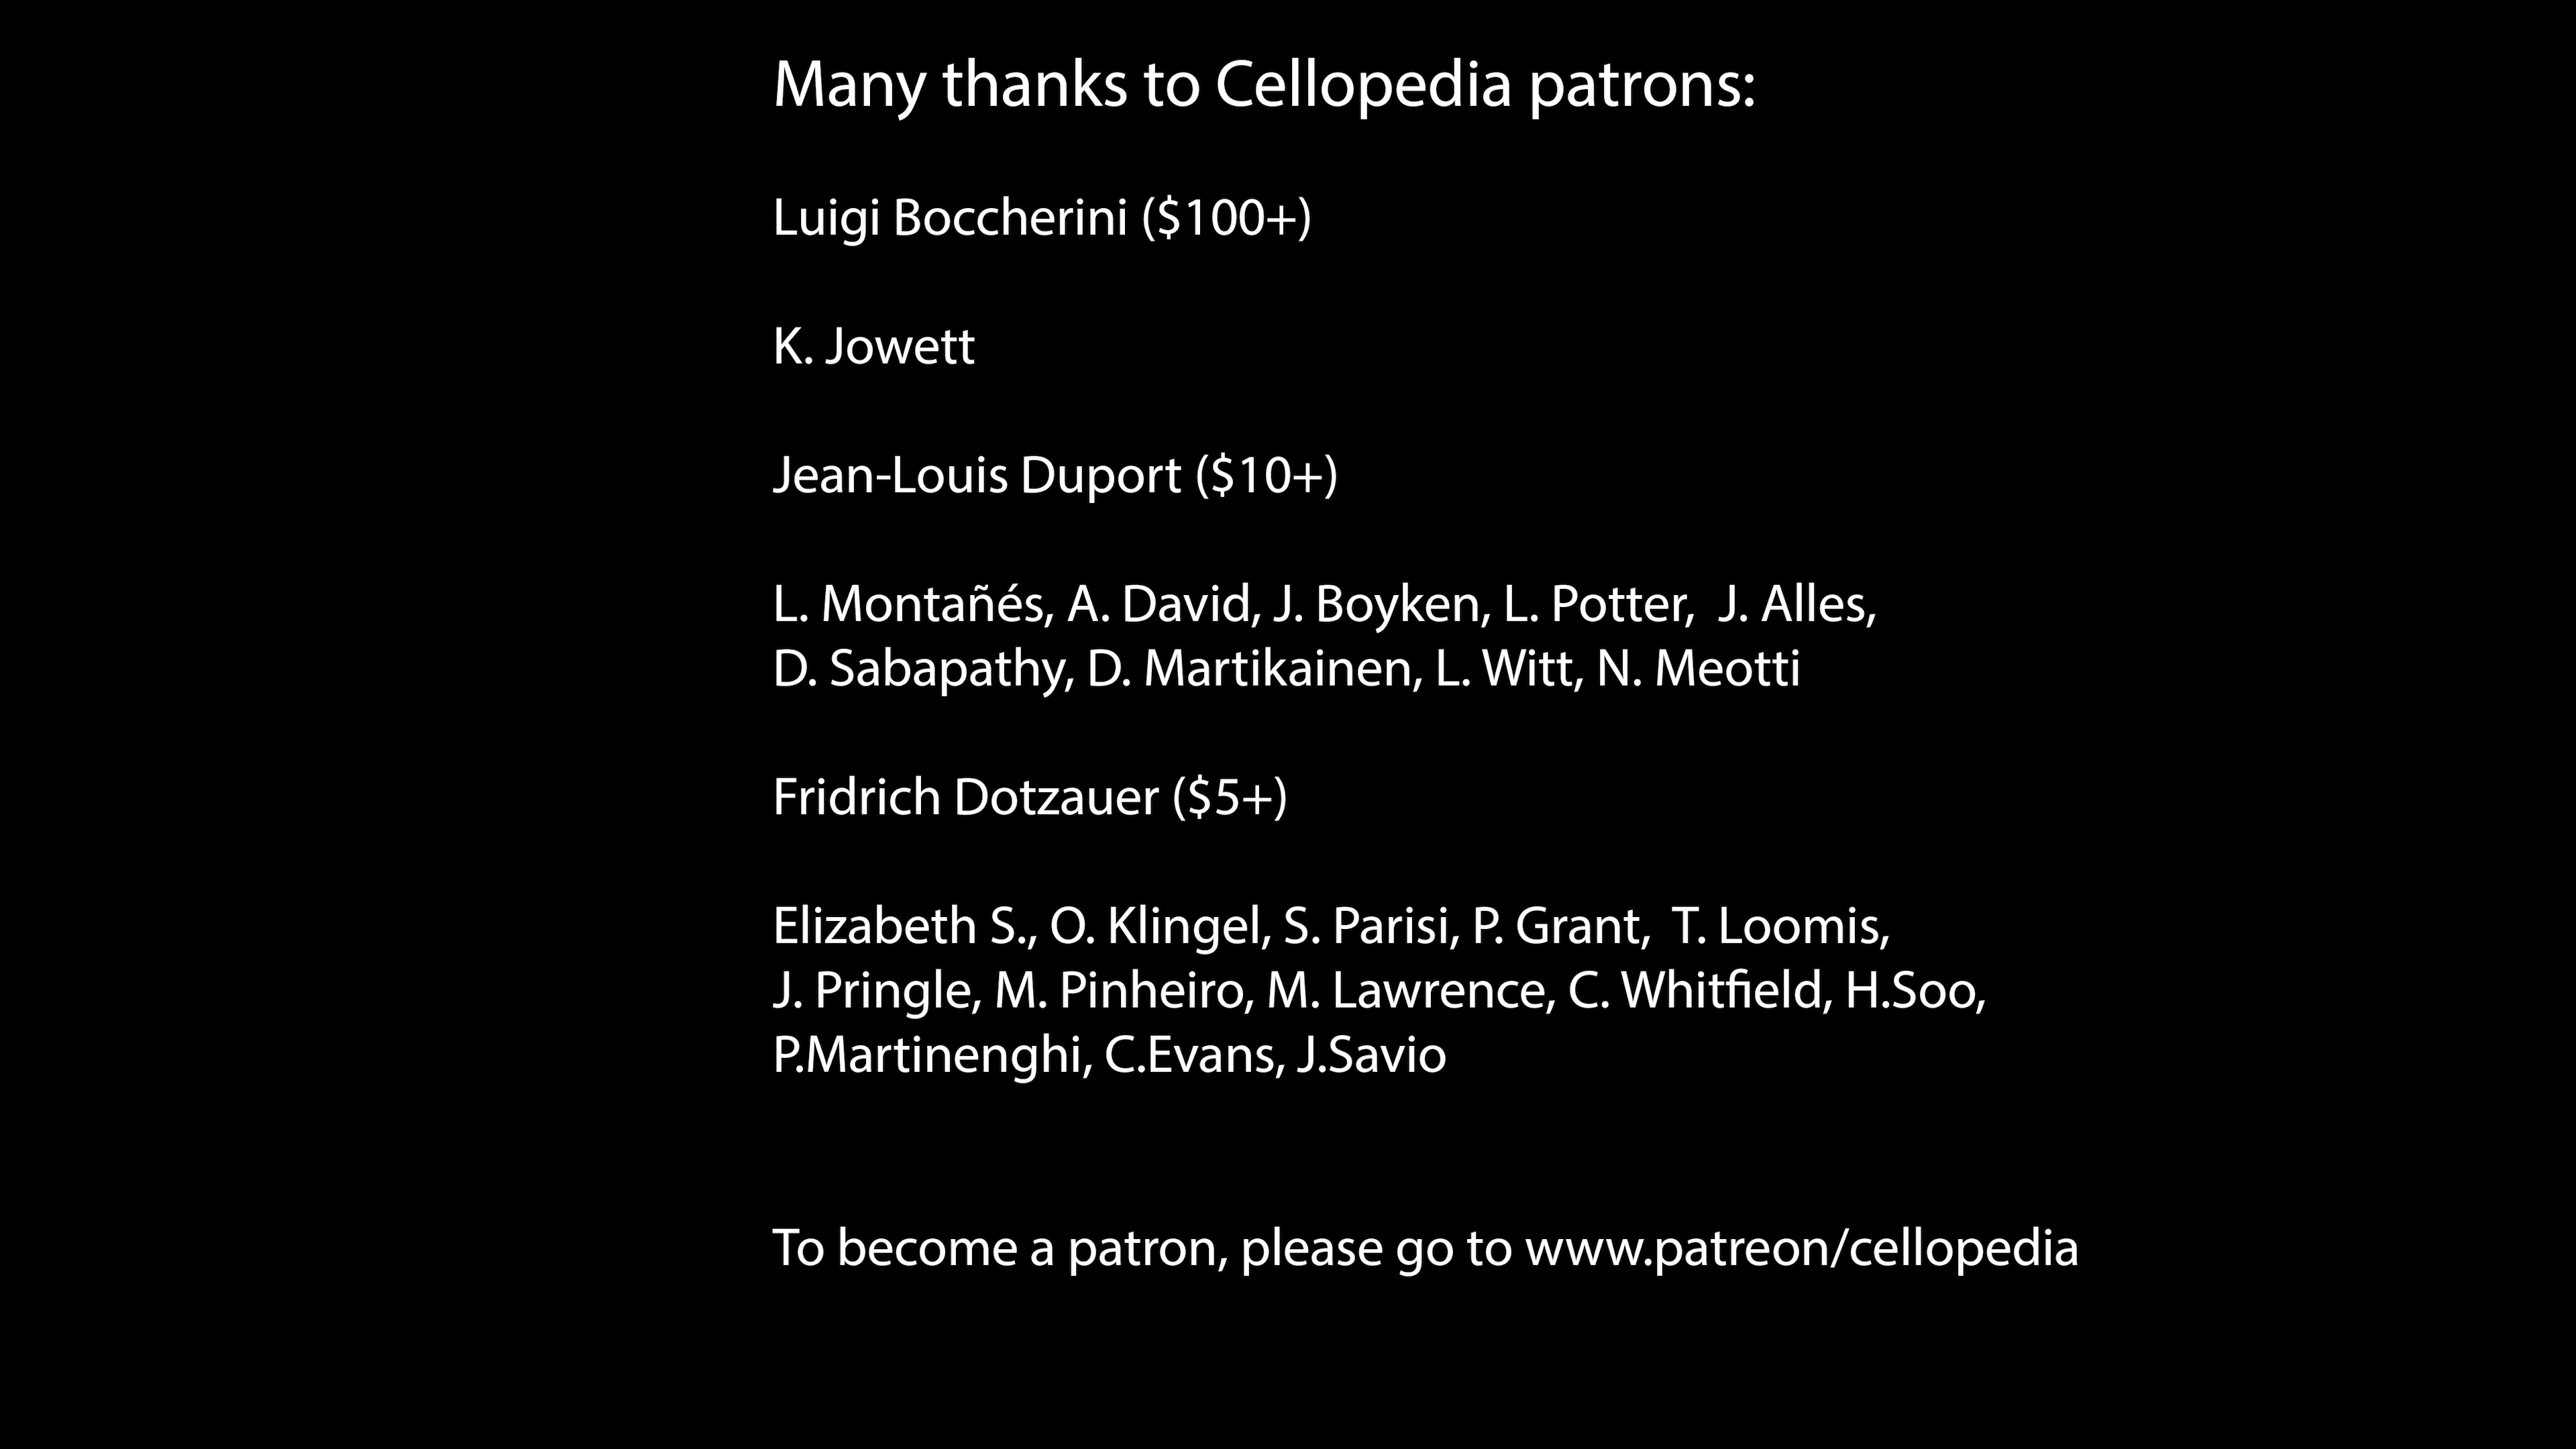 Many thanks to Cellopedia patrons:
Luigi Boccherini ($100+)
K. Jowett
Jean-Louis Duport ($10+)
L. Montañés, A. David, J. Boyken, L. Potter,  J. Alles,
D. Sabapathy, D. Martikainen, L. Witt, N. Meotti
Fridrich Dotzauer ($5+)
Elizabeth S., O. Klingel, S. Parisi, P. Grant,  T. Loomis,
J. Pringle, M. Pinheiro, M. Lawrence, C. Whitfield, H.Soo,
P.Martinenghi, C.Evans, J.Savio
To become a patron, please go to www.patreon/cellopedia